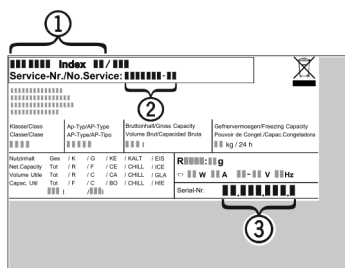 1
Index /
Service-Nr./No.Service: -
2
Klasse/Class
Classe/Clase
Ap-Typ/AP-Type
AP-Type/AP-Tipo
Bruttoinhalt/Gross Capacity
Volume Brut/Capacidad Bruta
l
Gefriervermoegen/Freezing Capacity
Pouvoir de Congel./Capac.Congeladora
kg / 24 h
Nutzinhalt Ges / K / G / KE / KALT / EIS
Net.Capacity Tot / R / F / CE / CHILL / ICE
Volume Utile Tot / R / C / CA / CHILL / GLA
Capac. Util Tot / F / C / BO / CHILL / HIE
l / l
R : g
W A - V Hz
Serial-Nr.
3